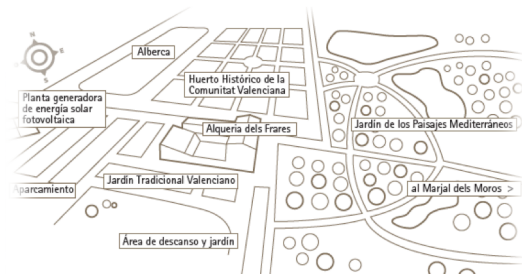 Alberca
Huerto Histórico de la
Comunitat Valenciana
Planta generadora
de energía solar
fotovoltaica
Alquería dels Frares
Jardín de los Paisajes Mediterráneos
Aparcamiento
Jardín Tradicional Valenciano
al Marjal dels Moros >
Área de descanso y jardín